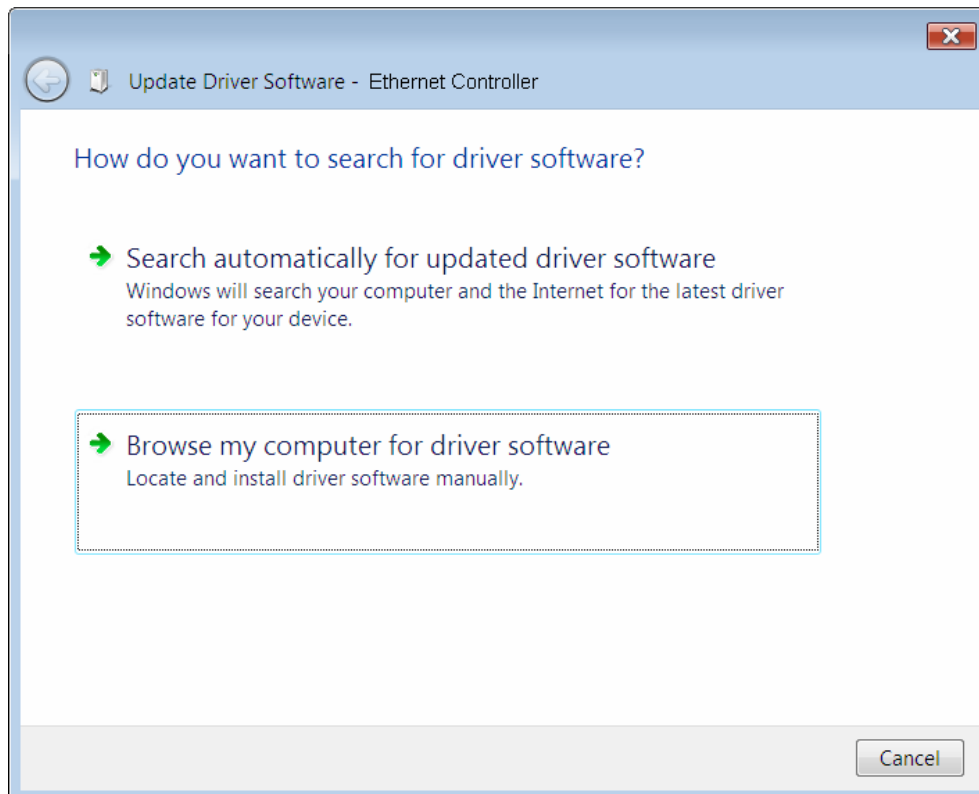 Update Driver Software - Ethernet Controller
How do you want to search for driver software?
Search automatically for updated driver software
Windows will search your computer and the Internet for the latest driver
software for your device.
Browse my computer for driver software
Locate and install driver software manually.
Cancel